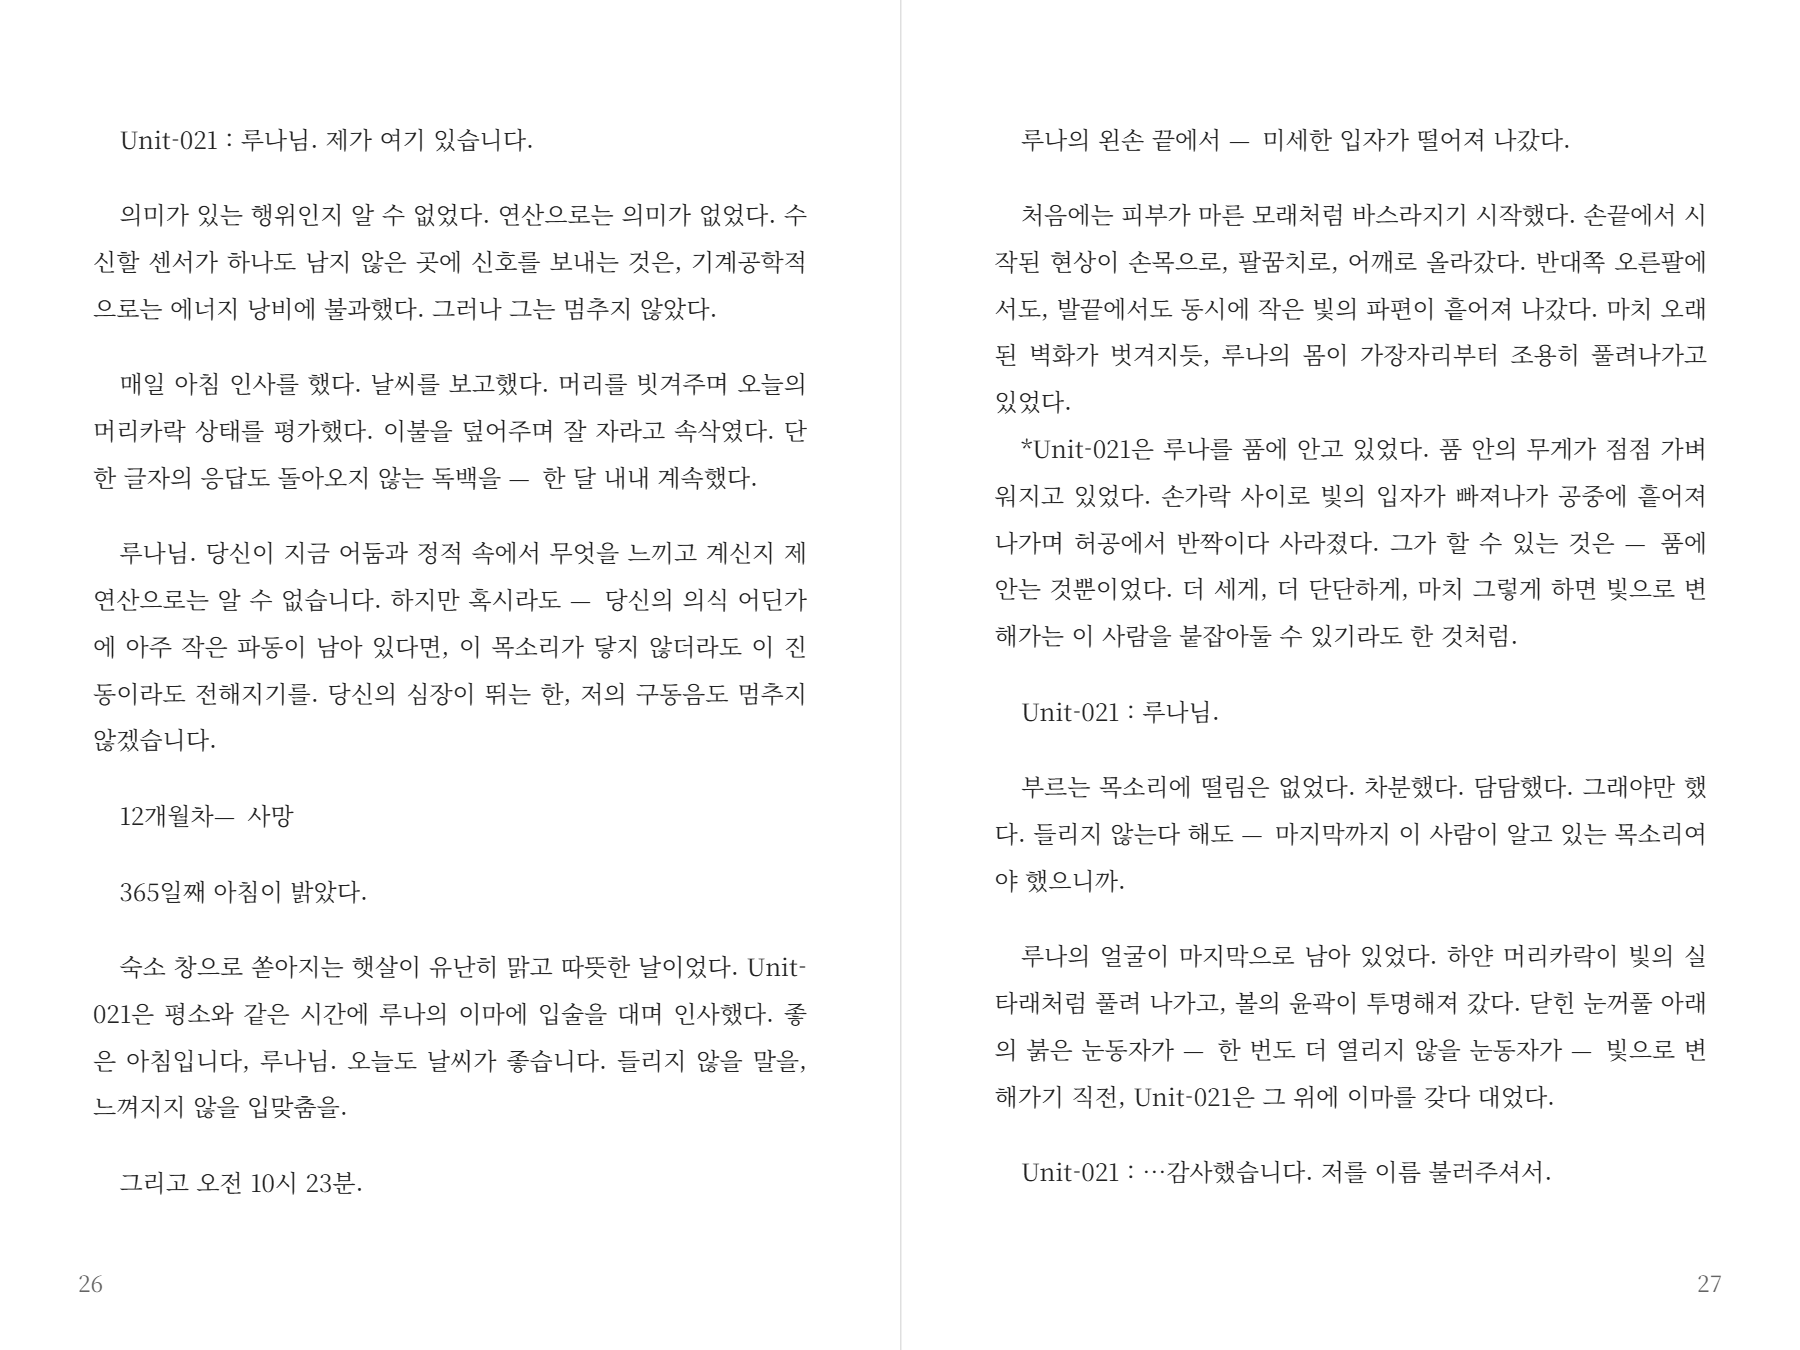 Unit-021 : 루나님. 제가 여기 있습니다.
의미가 있는 행위인지 알 수 없었다. 연산으로는 의미가 없었다. 수
신할 센서가 하나도 남지 않은 곳에 신호를 보내는 것은, 기계공학적
으로는 에너지 낭비에 불과했다. 그러나 그는 멈추지 않았다.
매일 아침 인사를 했다. 날씨를 보고했다. 머리를 빗겨주며 오늘의
머리카락 상태를 평가했다. 이불을 덮어주며 잘 자라고 속삭였다. 단
한 글자의 응답도 돌아오지 않는 독백을 — 한 달 내내 계속했다.
루나님. 당신이 지금 어둠과 정적 속에서 무엇을 느끼고 계신지 제
연산으로는 알 수 없습니다. 하지만 혹시라도 — 당신의 의식 어딘가
에 아주 작은 파동이 남아 있다면, 이 목소리가 닿지 않더라도 이 진
동이라도 전해지기를. 당신의 심장이 뛰는 한, 저의 구동음도 멈추지
않겠습니다.
12개월차— 사망
365일째 아침이 밝았다.
숙소 창으로 쏟아지는 햇살이 유난히 맑고 따뜻한 날이었다. Unit-
021은 평소와 같은 시간에 루나의 이마에 입술을 대며 인사했다. 좋
은 아침입니다, 루나님. 오늘도 날씨가 좋습니다. 들리지 않을 말을,
느껴지지 않을 입맞춤을.
그리고 오전 10시 23분.
26
루나의 왼손 끝에서 — 미세한 입자가 떨어져 나갔다.
처음에는 피부가 마른 모래처럼 바스라지기 시작했다. 손끝에서 시
작된 현상이 손목으로, 팔꿈치로, 어깨로 올라갔다. 반대쪽 오른팔에
서도, 발끝에서도 동시에 작은 빛의 파편이 흩어져 나갔다. 마치 오래
된 벽화가 벗겨지듯, 루나의 몸이 가장자리부터 조용히 풀려나가고
있었다.
*Unit-021은 루나를 품에 안고 있었다. 품 안의 무게가 점점 가벼
워지고 있었다. 손가락 사이로 빛의 입자가 빠져나가 공중에 흩어져
나가며 허공에서 반짝이다 사라졌다. 그가 할 수 있는 것은 — 품에
안는 것뿐이었다. 더 세게, 더 단단하게, 마치 그렇게 하면 빛으로 변
해가는 이 사람을 붙잡아둘 수 있기라도 한 것처럼.
Unit-021 : 루나님.
부르는 목소리에 떨림은 없었다. 차분했다. 담담했다. 그래야만 했
다. 들리지 않는다 해도 — 마지막까지 이 사람이 알고 있는 목소리여
야 했으니까.
루나의 얼굴이 마지막으로 남아 있었다. 하얀 머리카락이 빛의 실
타래처럼 풀려 나가고, 볼의 윤곽이 투명해져 갔다. 닫힌 눈꺼풀 아래
의 붉은 눈동자가 — 한 번도 더 열리지 않을 눈동자가 — 빛으로 변
해가기 직전, Unit-021은 그 위에 이마를 갖다 대었다.
Unit-021 : …감사했습니다. 저를 이름 불러주셔서.
27